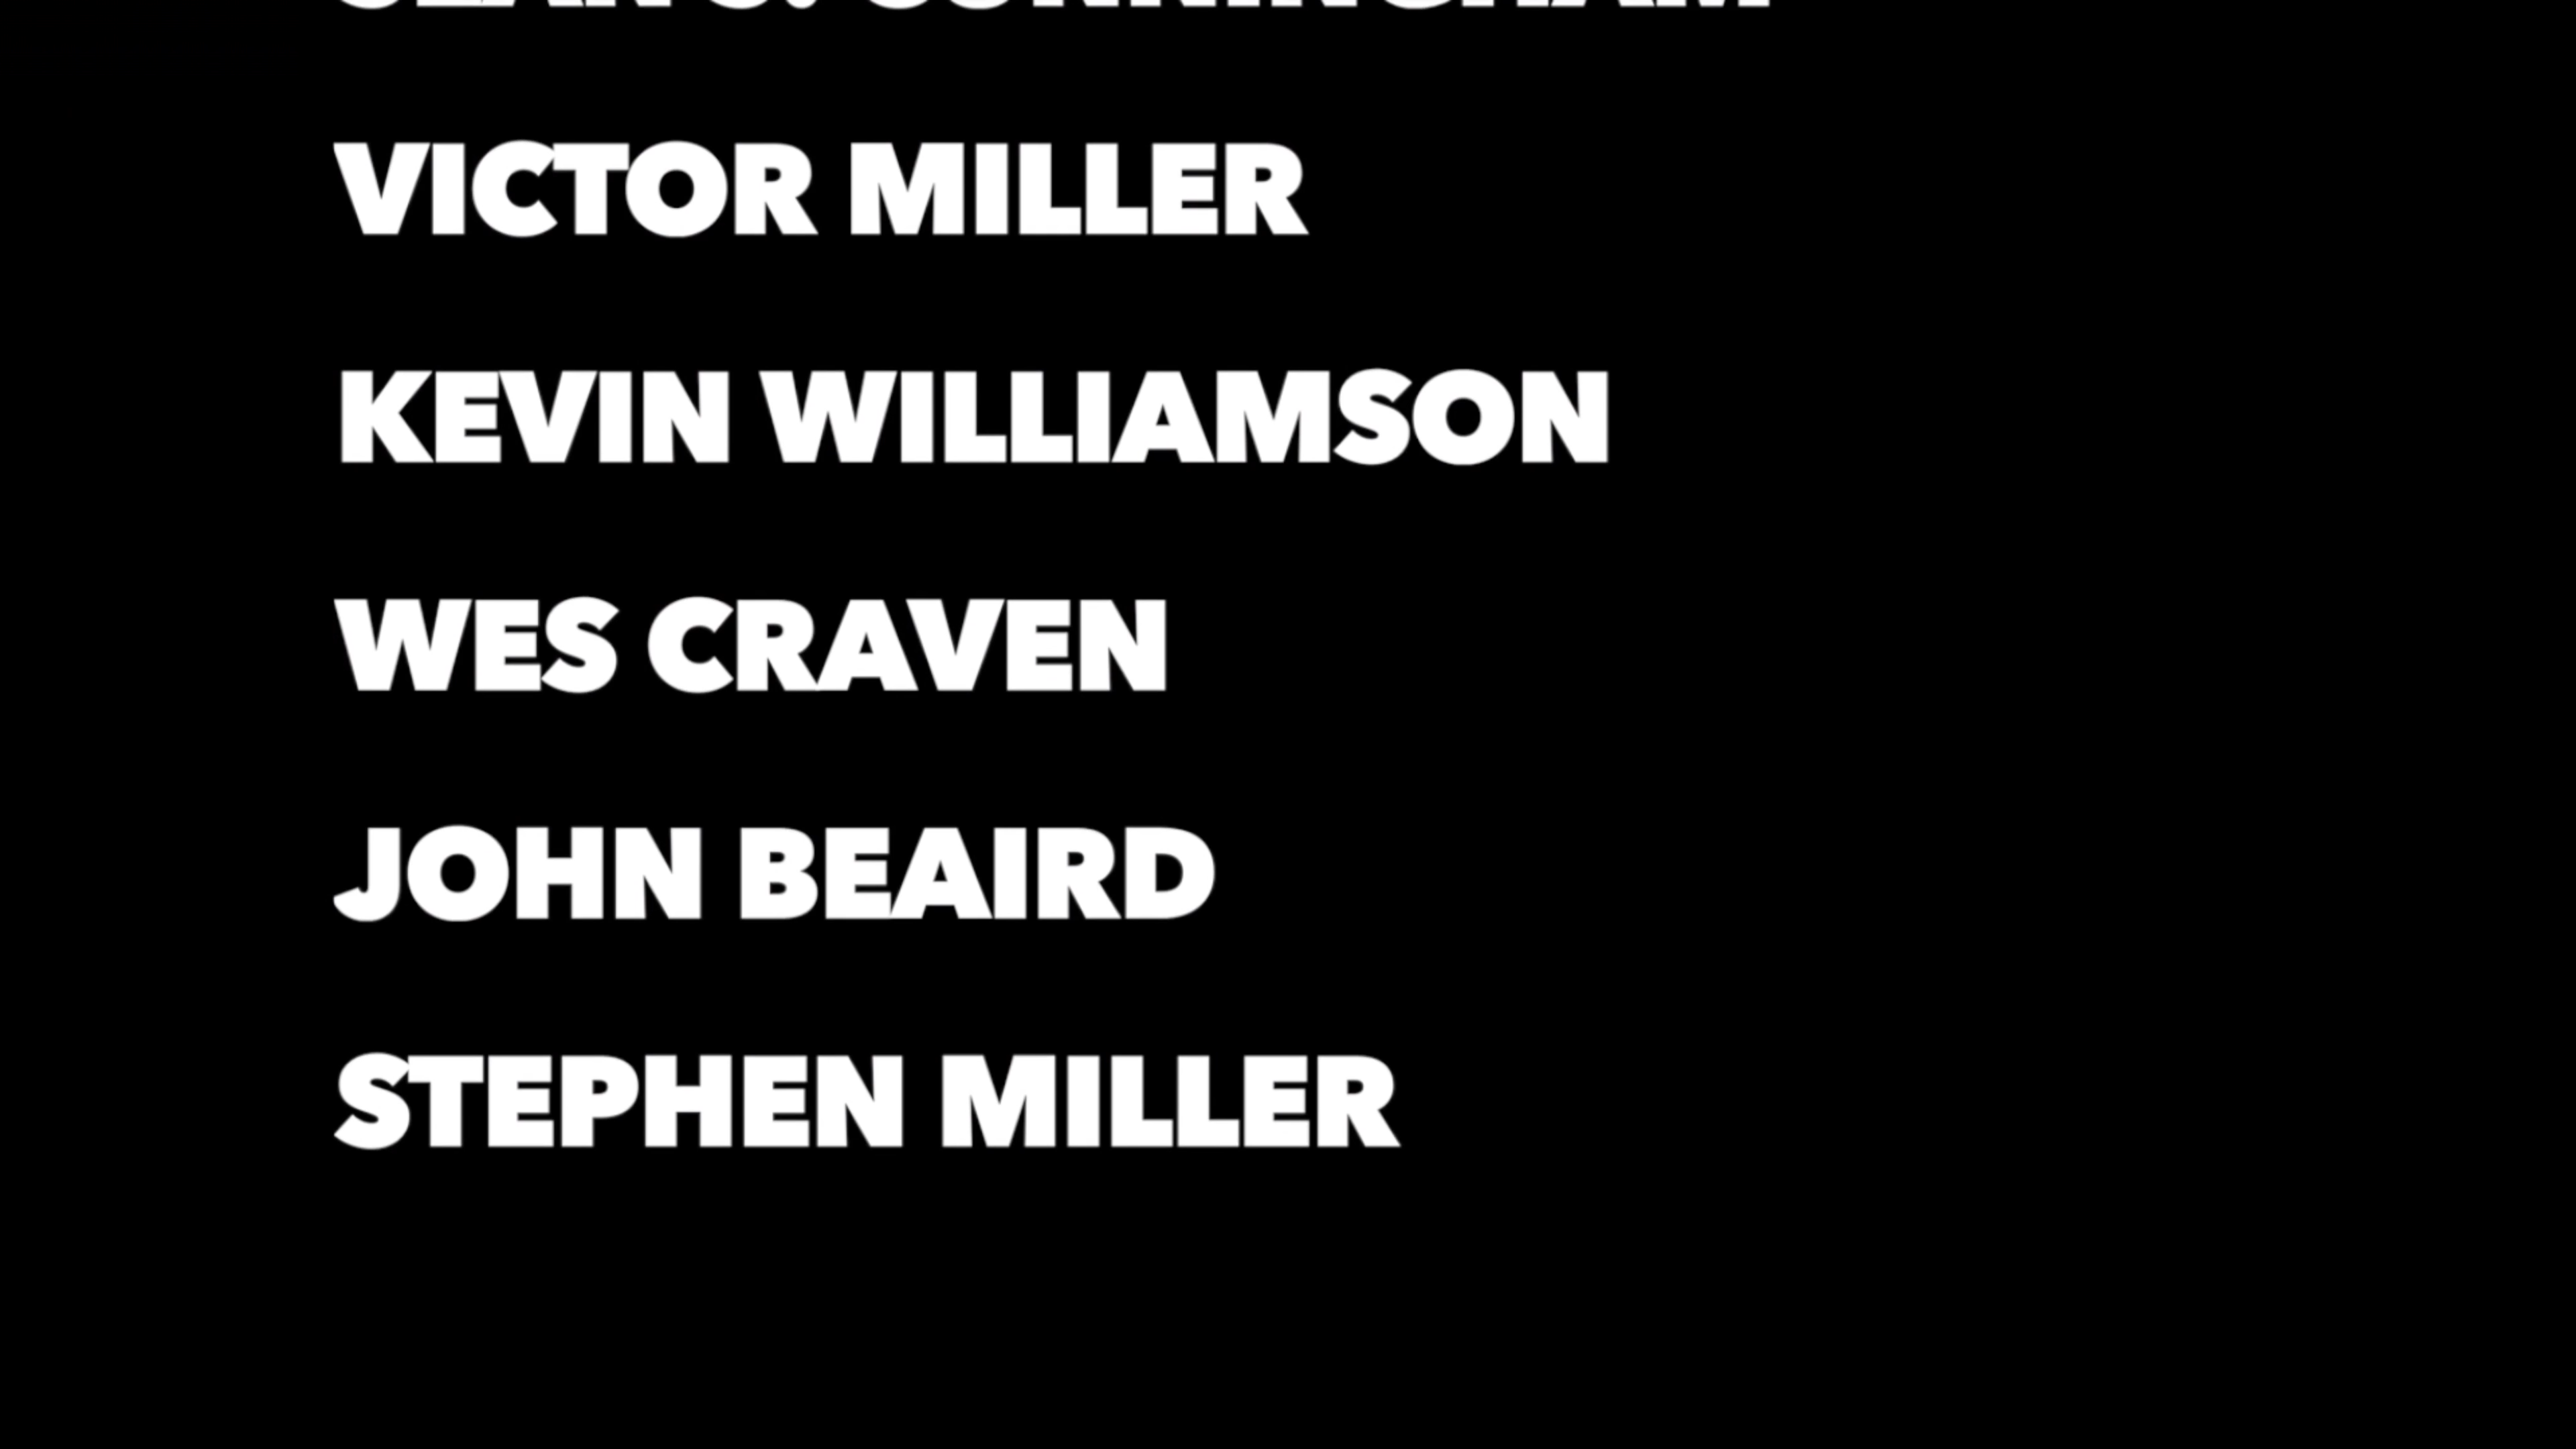 VICTOR MILLER
KEVIN WILLIAMSON
WES CRAVEN
JOHN BEAIRD
STEPHEN MILLER